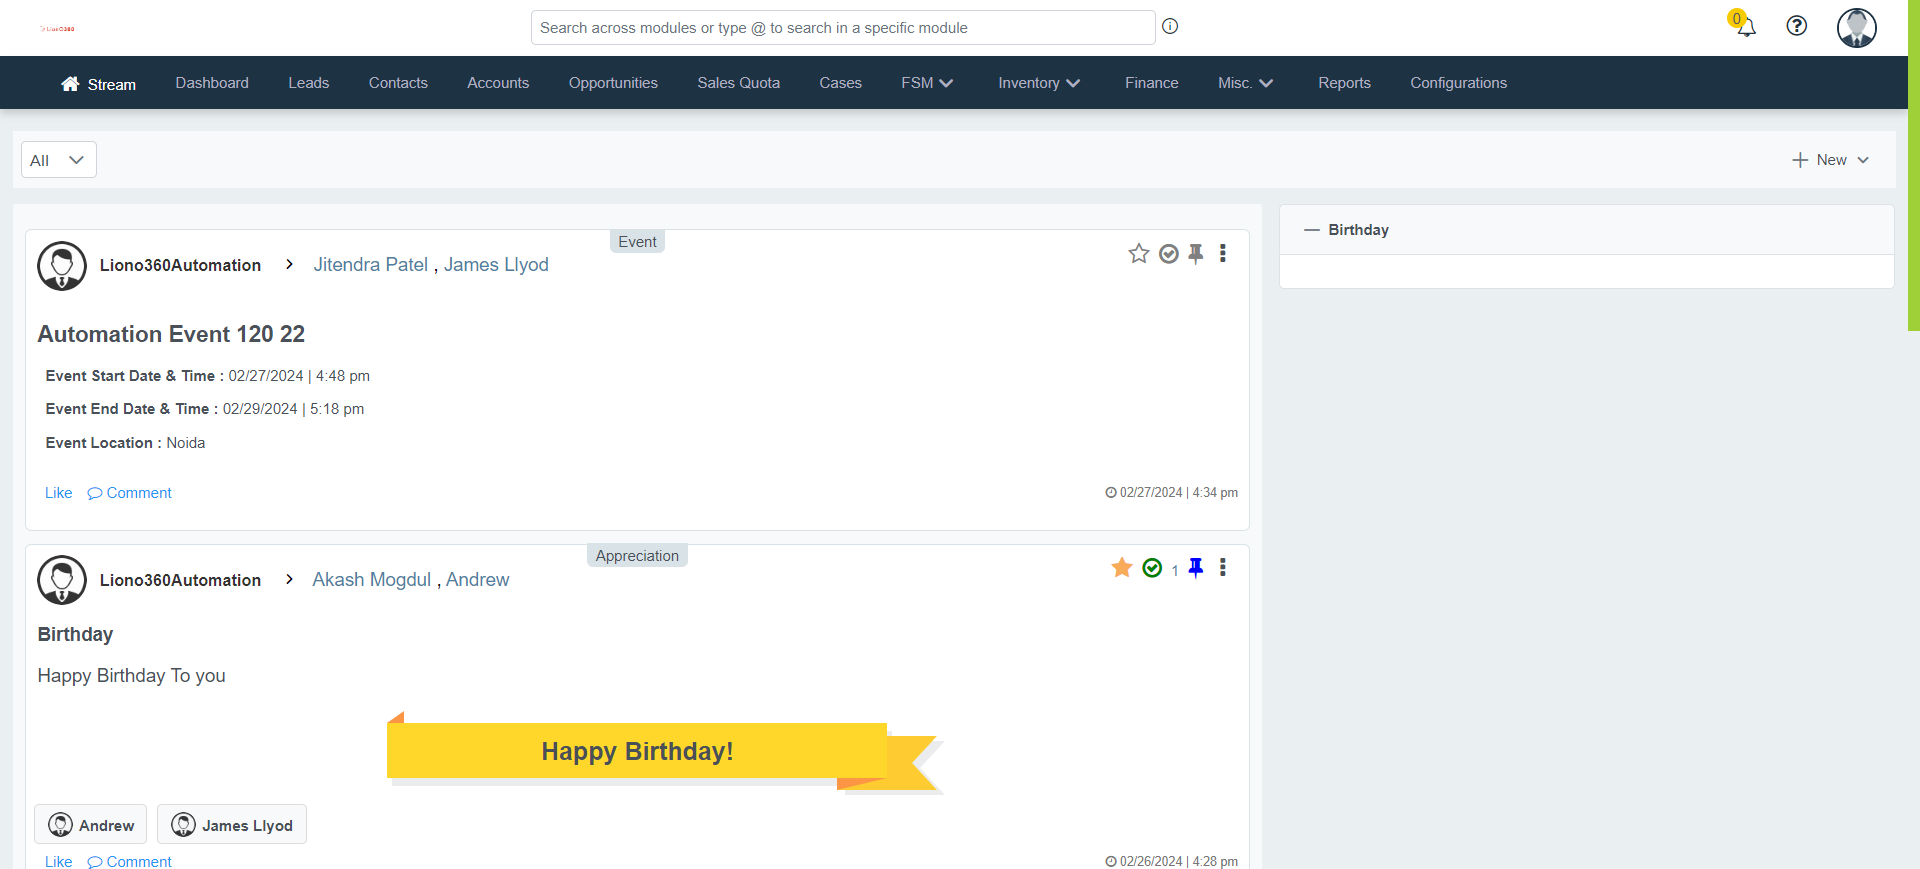 Liono360
Search across modules or type @ to search in a specific module
0
Stream Dashboard Leads Contacts Accounts Opportunities Sales Quota Cases FSM Inventory Finance Misc. Reports Configurations
All
New
Event
Liono360Automation > Jitendra Patel , James Llyod
Automation Event 120 22
Event Start Date & Time : 02/27/2024 | 4:48 pm
Event End Date & Time : 02/29/2024 | 5:18 pm
Event Location : Noida
Like Comment 02/27/2024 | 4:34 pm
Birthday
Appreciation
Liono360Automation > Akash Mogdul , Andrew 1
Birthday
Happy Birthday To you
Happy Birthday!
Andrew James Llyod
Like Comment 02/26/2024 | 4:28 pm